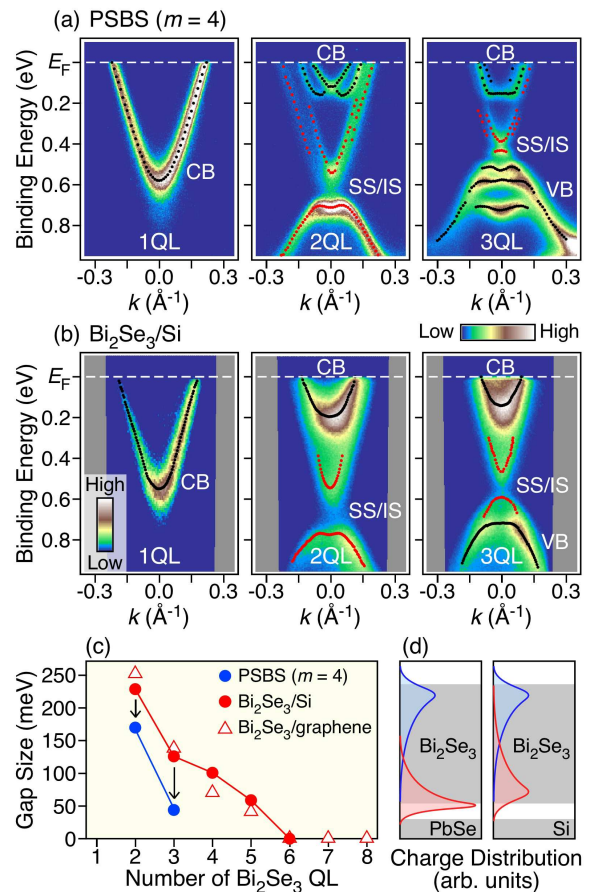 (a) PSBS (m = 4)
Binding Energy (eV)
E_F
0.2
0.4
0.6
0.8
CB
1QL
CB
SS/IS
2QL
CB
SS/IS
VB
3QL
-0.3 0.0 0.3
-0.3 0.0 0.3
-0.3 0.0 0.3
k (Å⁻¹)
k (Å⁻¹)
k (Å⁻¹)
Low High
(b) Bi₂Se₃/Si
Binding Energy (eV)
E_F
0.2
0.4
0.6
0.8
High
Low
CB
1QL
CB
SS/IS
2QL
CB
SS/IS
VB
3QL
-0.3 0.0 0.3
-0.3 0.0 0.3
-0.3 0.0 0.3
k (Å⁻¹)
k (Å⁻¹)
k (Å⁻¹)
(c)
Gap Size (meV)
250
200
150
100
50
0
PSBS (m = 4)
Bi₂Se₃/Si
Bi₂Se₃/graphene
1 2 3 4 5 6 7 8
Number of Bi₂Se₃ QL
(d)
Bi₂Se₃
PbSe
Bi₂Se₃
Si
Charge Distribution
(arb. units)